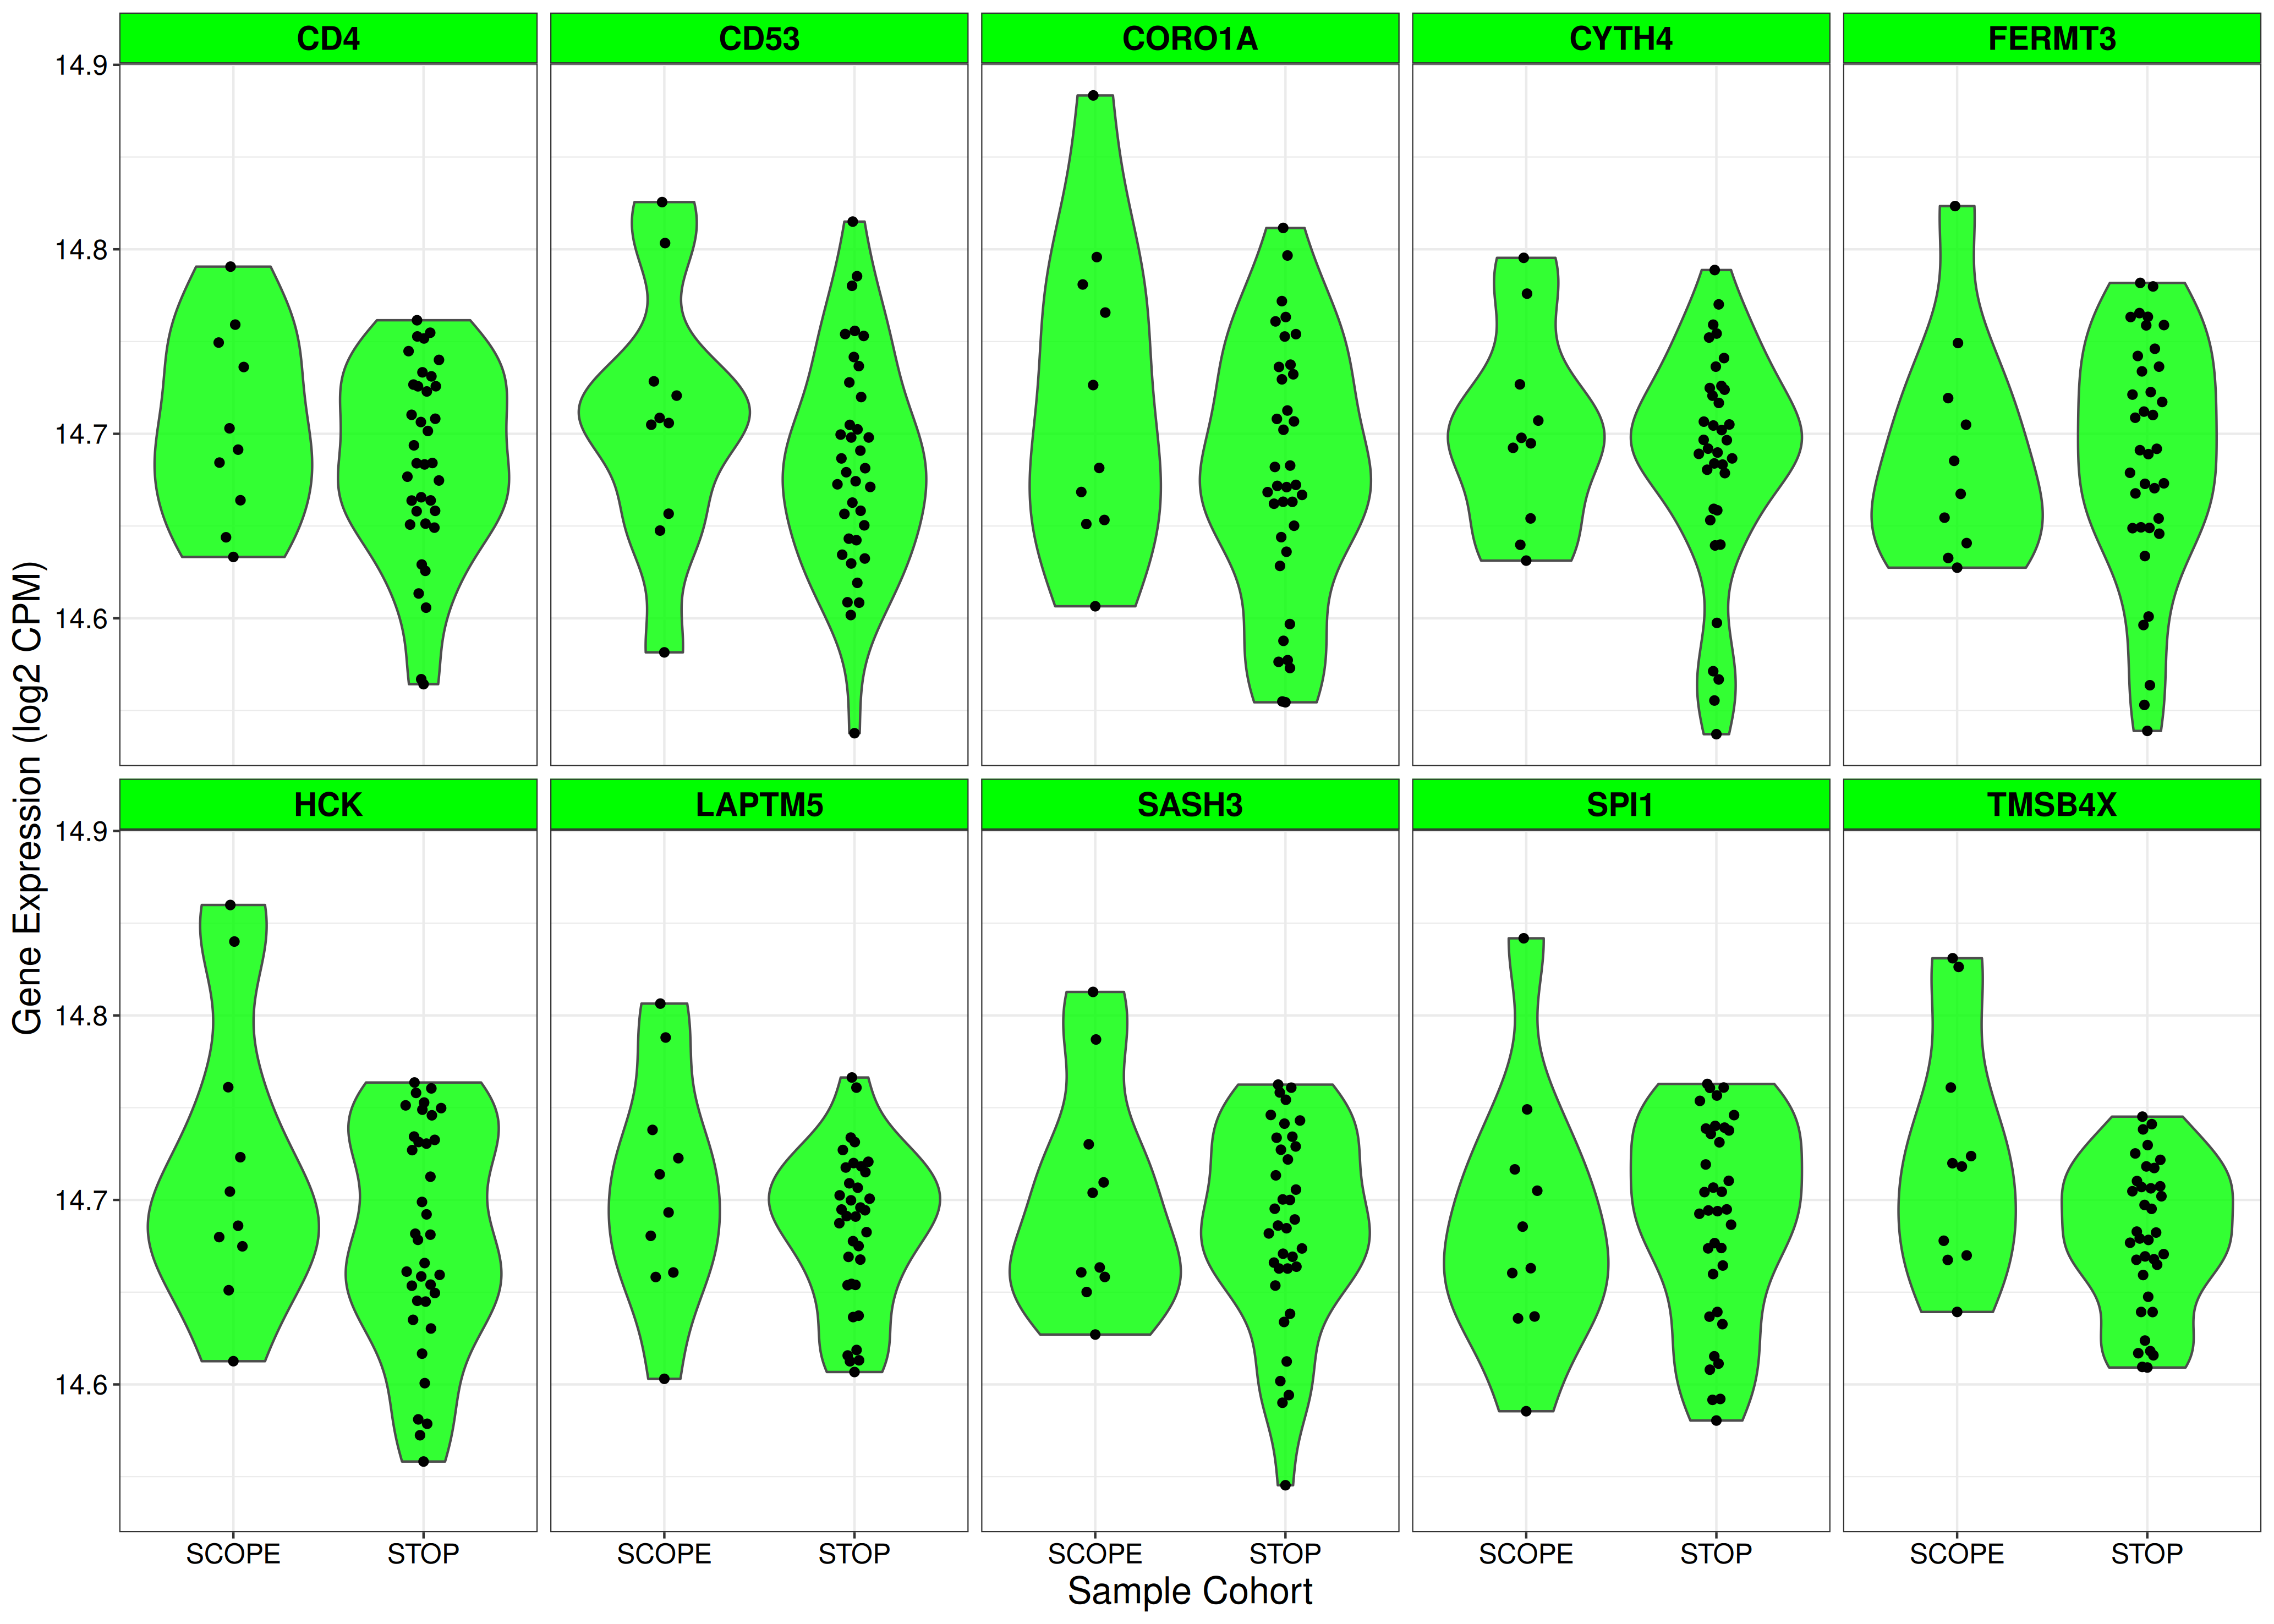 CD4 CD53 CORO1A CYTH4 FERMT3
14.9
14.8
14.7
14.6
HCK LAPTM5 SASH3 SPI1 TMSB4X
14.9
14.8
14.7
14.6
SCOPE STOP SCOPE STOP SCOPE STOP SCOPE STOP SCOPE STOP
Sample Cohort
Gene Expression (log2 CPM)